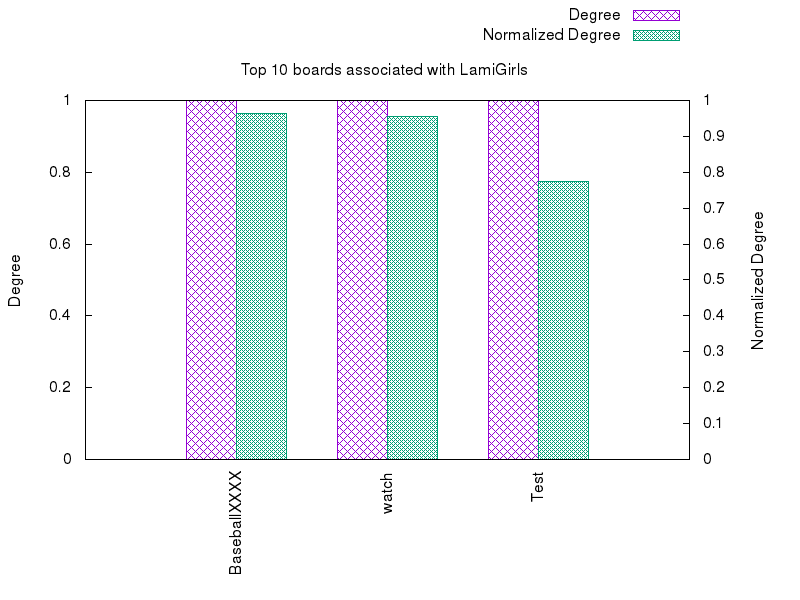 Degree
Normalized Degree
Top 10 boards associated with LamiGirls
1
0.8
0.6
0.4
0.2
0
1
0.9
0.8
0.7
0.6
0.5
0.4
0.3
0.2
0.1
0
Degree
Normalized Degree
BaseballXXXX
watch
Test